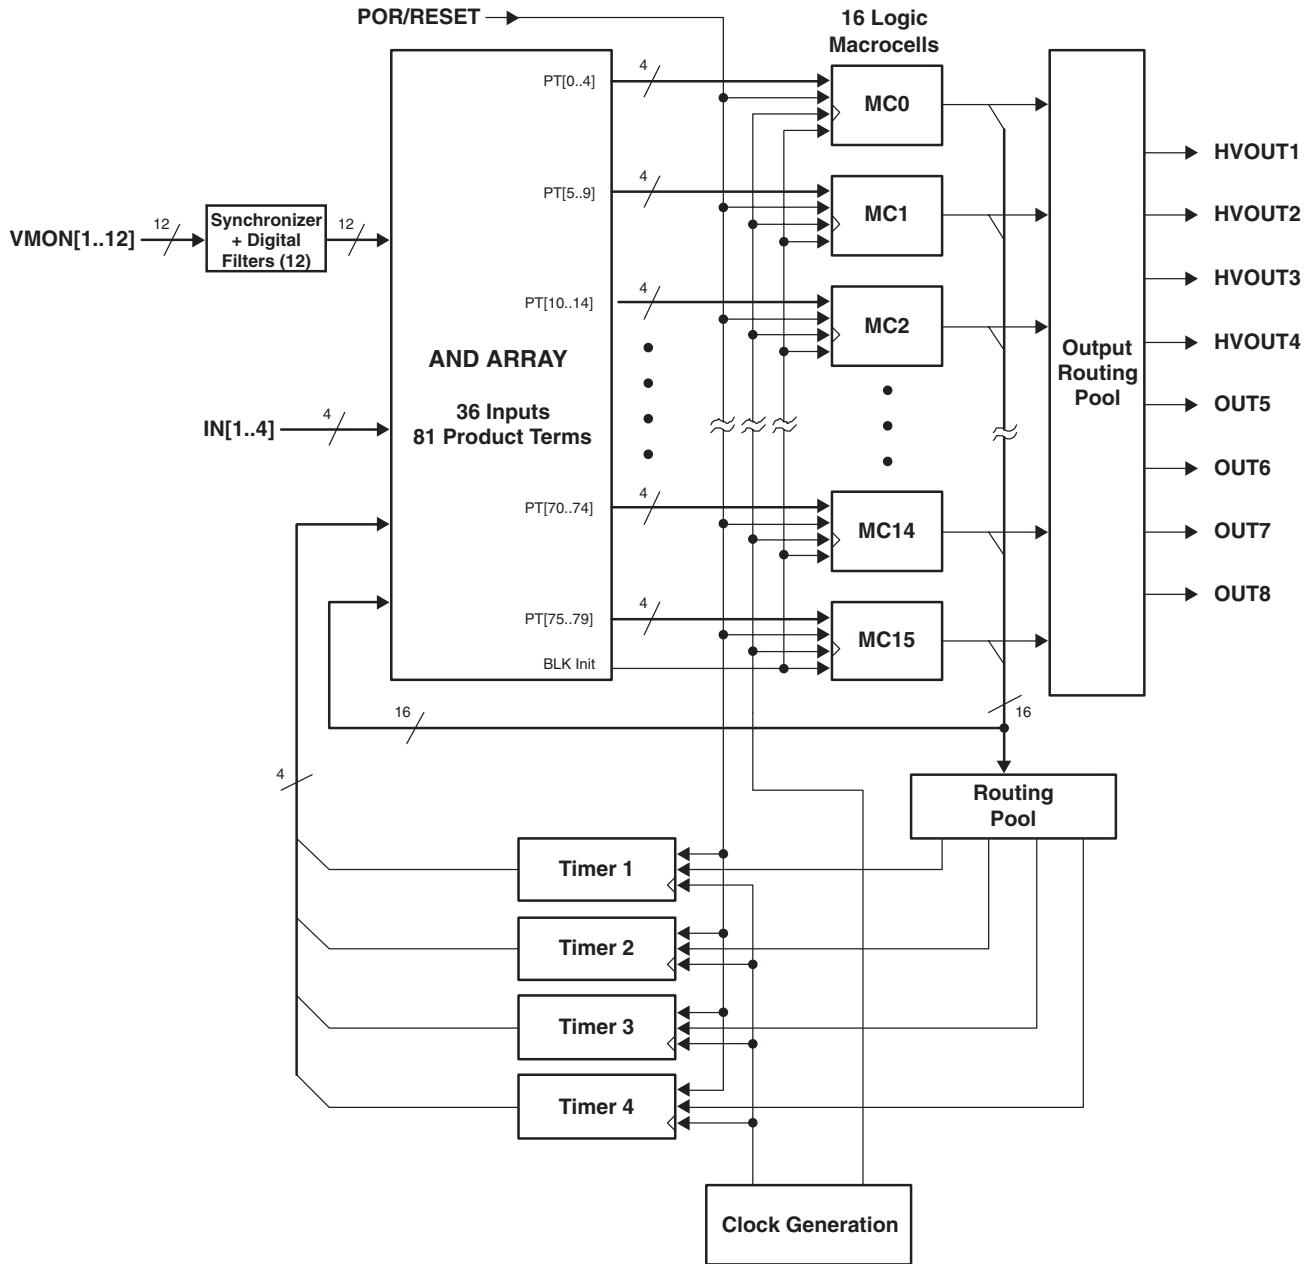 POR/RESET
16 Logic
Macrocells
PT[0..4]
4
MC0
HVOUT1
PT[5..9]
4
MC1
HVOUT2
VMON[1..12]
12
Synchronizer
+ Digital
Filters (12)
12
HVOUT3
PT[10..14]
4
MC2
HVOUT4
AND ARRAY
36 Inputs
81 Product Terms
Output
Routing
Pool
OUT5
IN[1..4]
4
OUT6
PT[70..74]
4
MC14
OUT7
OUT8
PT[75..79]
4
MC15
BLK Init
16
16
4
Routing
Pool
Timer 1
Timer 2
Timer 3
Timer 4
Clock Generation